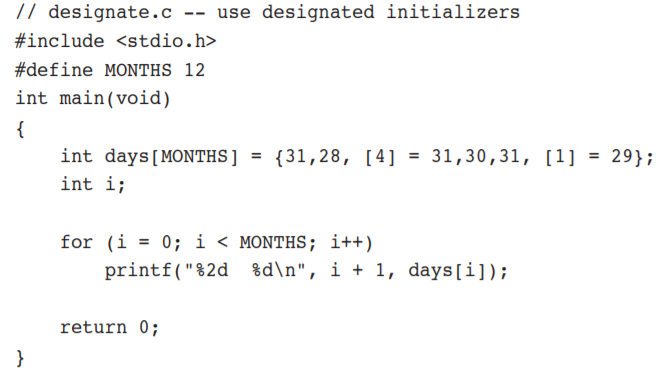 // designate.c -- use designated initializers
#include <stdio.h>
#define MONTHS 12
int main(void)
{
    int days[MONTHS] = {31,28, [4] = 31,30,31, [1] = 29};
    int i;

    for (i = 0; i < MONTHS; i++)
        printf("%2d  %d\n", i + 1, days[i]);

    return 0;
}